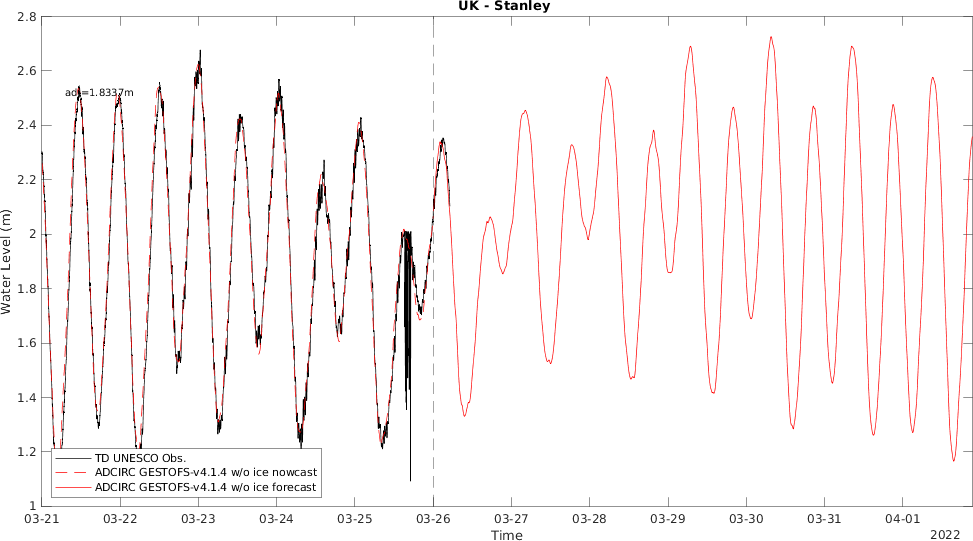 UK - Stanley
2.8
2.6
2.4
2.2
2
1.8
1.6
1.4
1.2
1
Water Level (m)
adj=1.8337m
TD UNESCO Obs.
ADCIRC GESTOFS-v4.1.4 w/o ice nowcast
ADCIRC GESTOFS-v4.1.4 w/o ice forecast
03-21 03-22 03-23 03-24 03-25 03-26 03-27 03-28 03-29 03-30 03-31 04-01
Time
2022